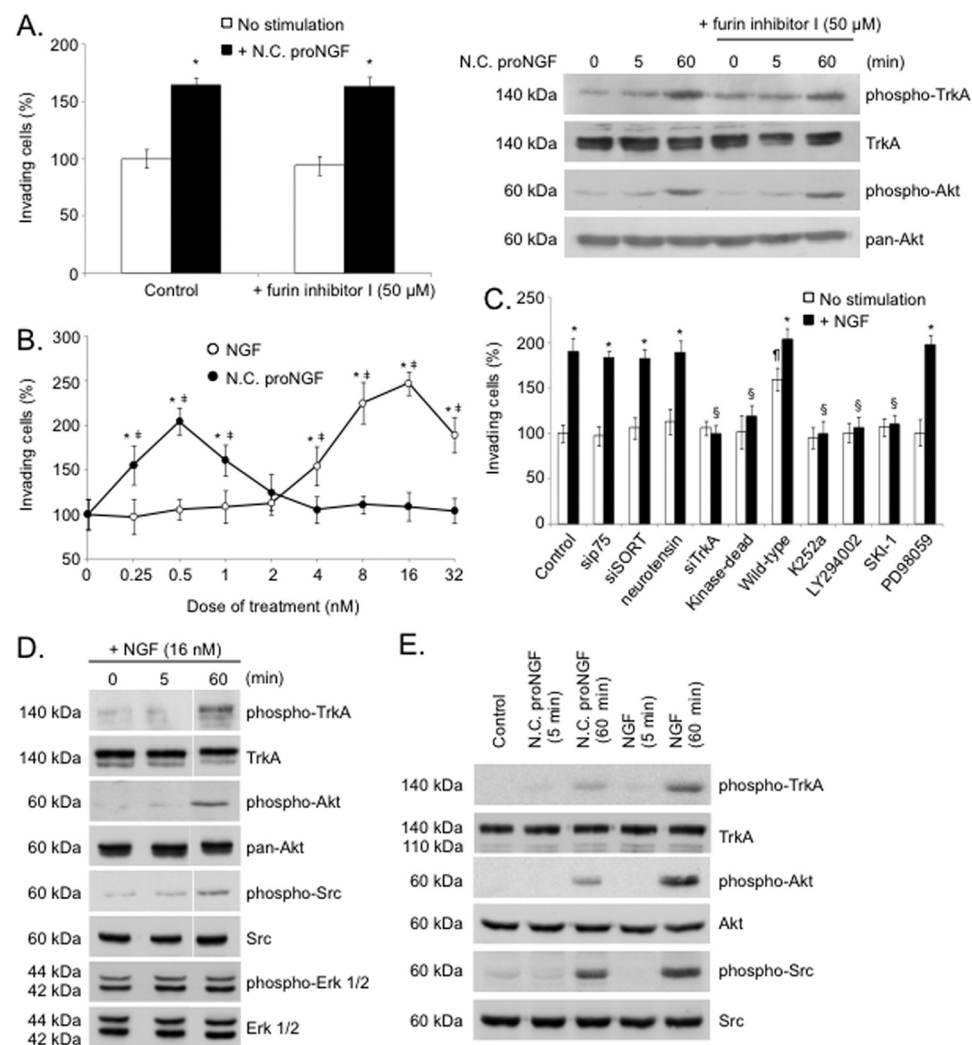 A.
No stimulation
+ N.C. proNGF
Invading cells (%)
200
150
100
50
0
* *
Control + furin inhibitor I (50 µM)
+ furin inhibitor I (50 µM)
N.C. proNGF 0 5 60 0 5 60 (min)
140 kDa phospho-TrkA
140 kDa TrkA
60 kDa phospho-Akt
60 kDa pan-Akt
B.
NGF
N.C. proNGF
Invading cells (%)
300
250
200
150
100
50
* ‡ * ‡ * ‡ * ‡ * ‡ * ‡ * ‡
0 0.25 0.5 1 2 4 8 16 32
Dose of treatment (nM)
C.
No stimulation
+ NGF
Invading cells (%)
250
200
150
100
50
0
* * * * § § ¶ * § § § *
Control sip75 siSORT neurotensin siTrkA Kinase-dead Wild-type K252a LY294002 SKI-1 PD98059
D.
+ NGF (16 nM)
0 5 60 (min)
140 kDa phospho-TrkA
140 kDa TrkA
60 kDa phospho-Akt
60 kDa pan-Akt
60 kDa phospho-Src
60 kDa Src
44 kDa
42 kDa phospho-Erk 1/2
44 kDa
42 kDa Erk 1/2
E.
Control
N.C. proNGF
(5 min)
N.C. proNGF
(60 min)
NGF
(5 min)
NGF
(60 min)
140 kDa phospho-TrkA
140 kDa TrkA
110 kDa
60 kDa phospho-Akt
60 kDa Akt
60 kDa phospho-Src
60 kDa Src